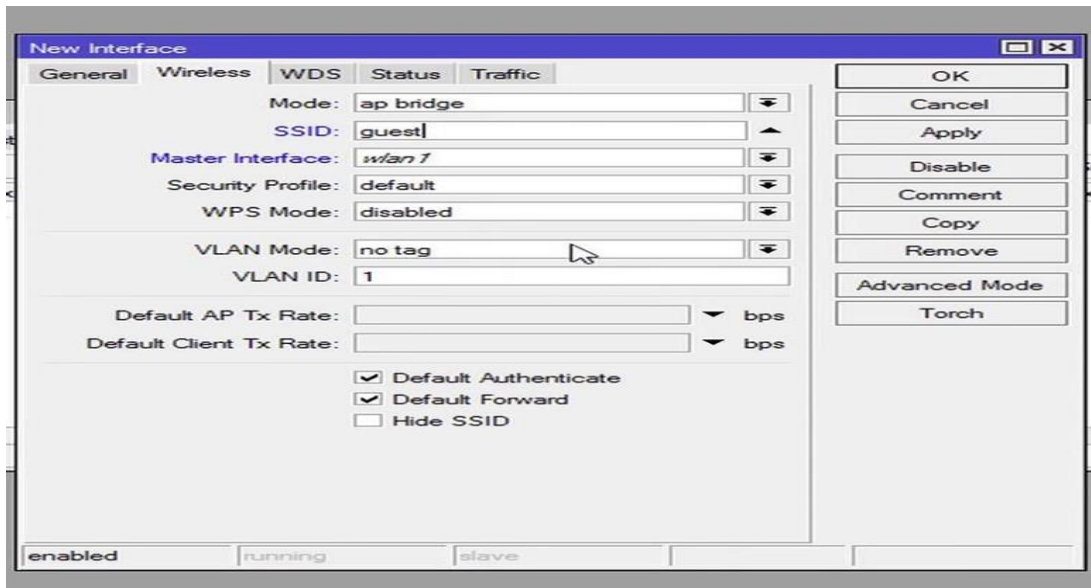 New Interface
General Wireless WDS Status Traffic
Mode: ap bridge
SSID: guest
Master Interface: wlan1
Security Profile: default
WPS Mode: disabled
VLAN Mode: no tag
VLAN ID: 1
Default AP Tx Rate: bps
Default Client Tx Rate: bps
Default Authenticate
Default Forward
Hide SSID
OK
Cancel
Apply
Disable
Comment
Copy
Remove
Advanced Mode
Torch
enabled running slave